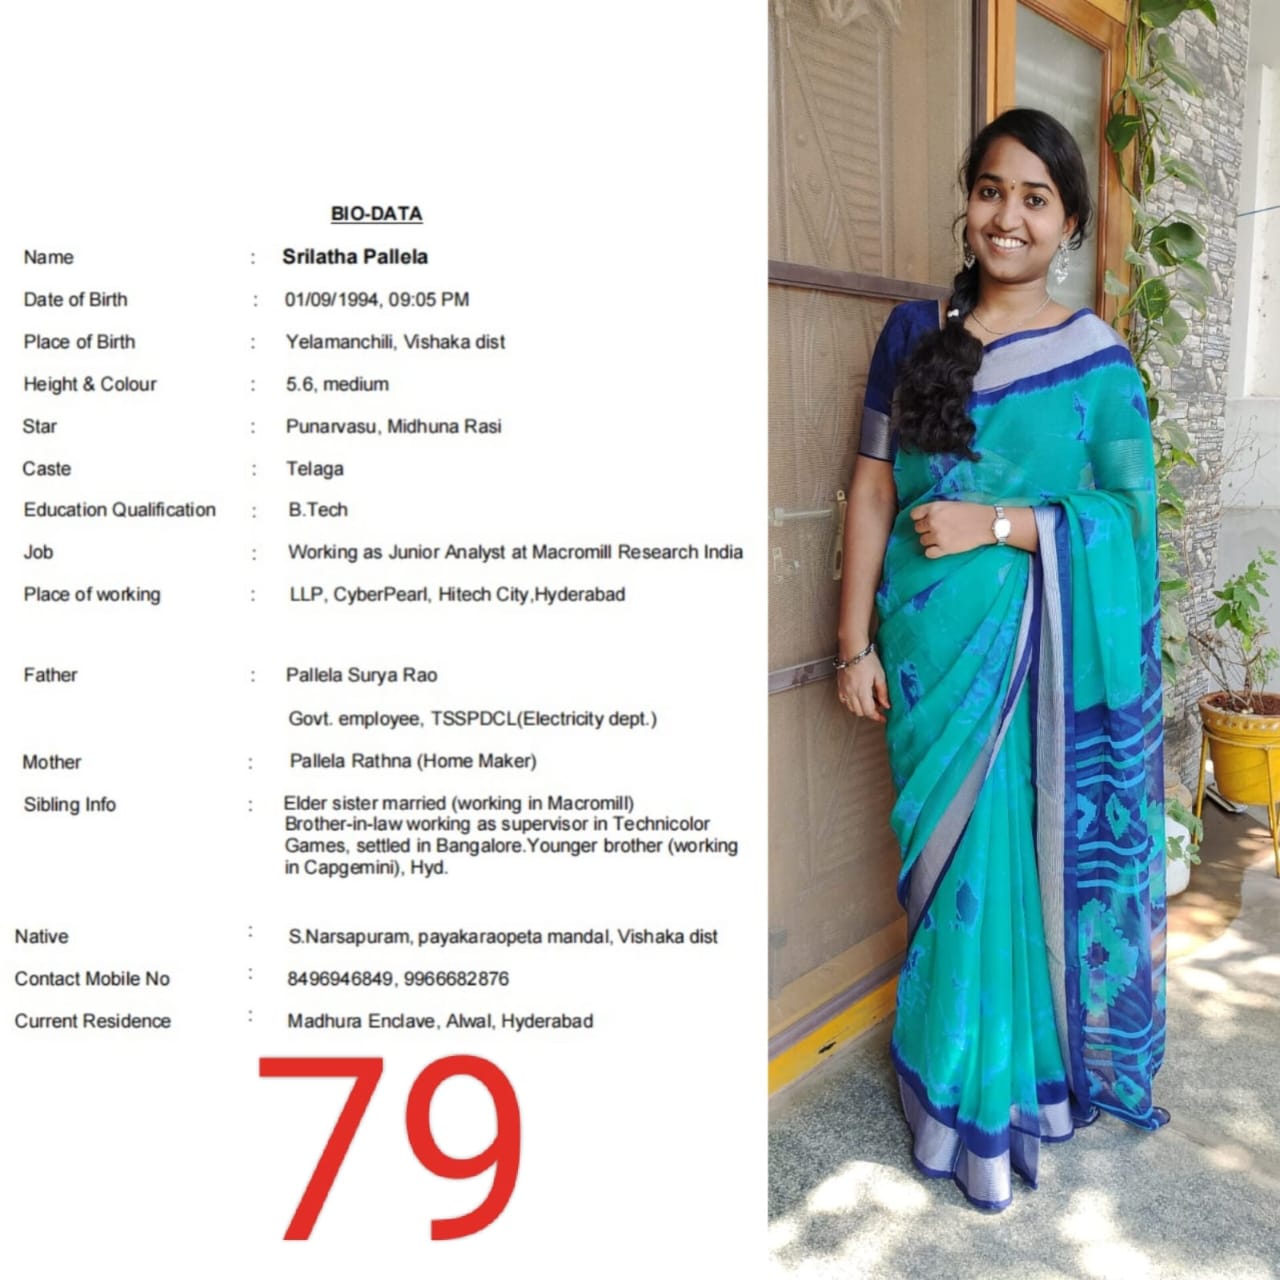 BIO-DATA
Name : Srilatha Pallela
Date of Birth : 01/09/1994, 09:05 PM
Place of Birth : Yelamanchili, Vishaka dist
Height & Colour : 5.6, medium
Star : Punarvasu, Midhuna Rasi
Caste : Telaga
Education Qualification : B.Tech
Job : Working as Junior Analyst at Macromill Research India
Place of working : LLP, CyberPearl, Hitech City,Hyderabad
Father : Pallela Surya Rao
Govt. employee, TSSPDCL(Electricity dept.)
Mother : Pallela Rathna (Home Maker)
Sibling Info : Elder sister married (working in Macromill)
Brother-in-law working as supervisor in Technicolor
Games, settled in Bangalore.Younger brother (working
in Capgemini), Hyd.
Native : S.Narsapuram, payakaraopeta mandal, Vishaka dist
Contact Mobile No : 8496946849, 9966682876
Current Residence : Madhura Enclave, Alwal, Hyderabad
79